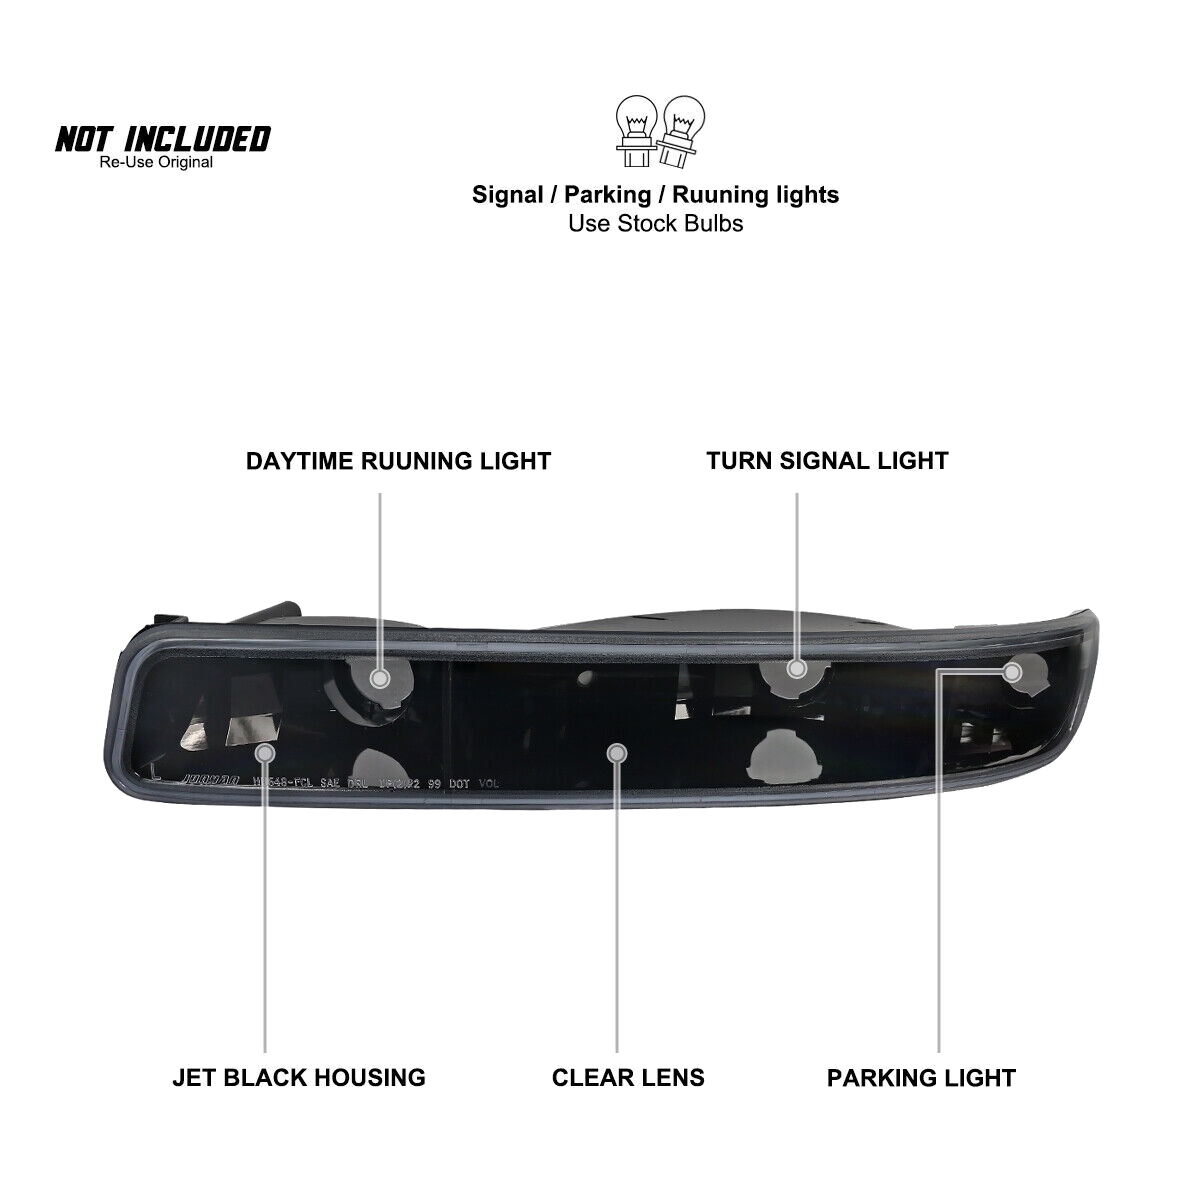 NOT INCLUDED
Re-Use Original
Signal / Parking / Ruuning lights
Use Stock Bulbs
DAYTIME RUUNING LIGHT
TURN SIGNAL LIGHT
SAE DRL 99 DOT VOL
JET BLACK HOUSING
CLEAR LENS
PARKING LIGHT